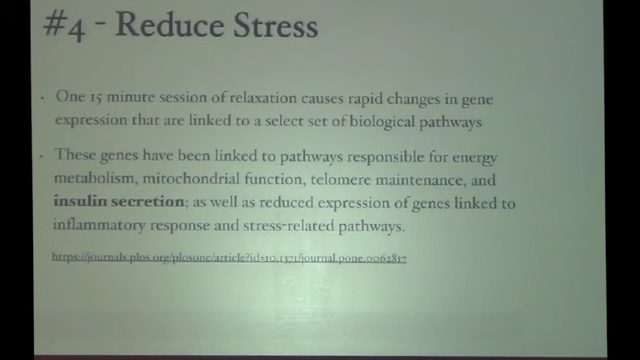 #4 - Reduce Stress
• One 15 minute session of relaxation causes rapid changes in gene
expression that are linked to a select set of biological pathways
• These genes have been linked to pathways responsible for energy
metabolism, mitochondrial function, telomere maintenance, and
insulin secretion; as well as reduced expression of genes linked to
inflammatory response and stress-related pathways.
https://journals.plos.org/plosone/article?id=10.1371/journal.pone.0062817